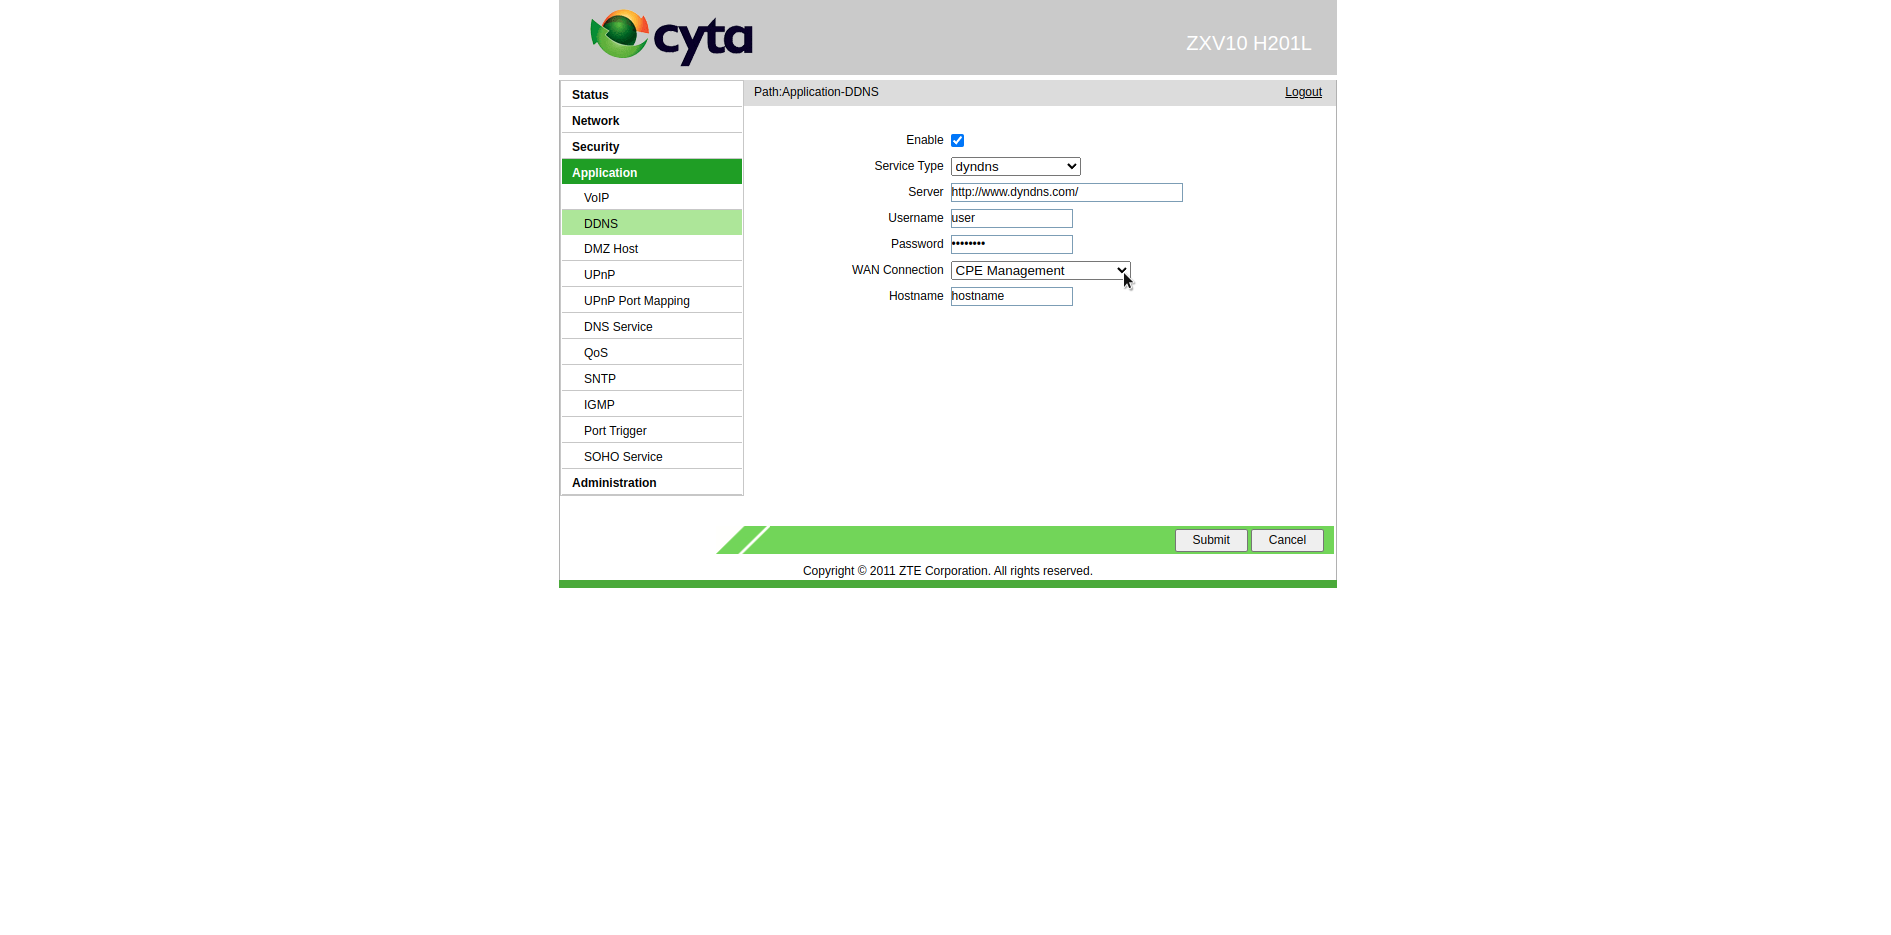 cyta
ZXV10 H201L
Status
Network
Security
Application
VoIP
DDNS
DMZ Host
UPnP
UPnP Port Mapping
DNS Service
QoS
SNTP
IGMP
Port Trigger
SOHO Service
Administration
Path:Application-DDNS
Logout
Enable
Service Type dyndns
Server http://www.dyndns.com/
Username user
Password ••••••••
WAN Connection CPE Management
Hostname hostname
Submit Cancel
Copyright © 2011 ZTE Corporation. All rights reserved.